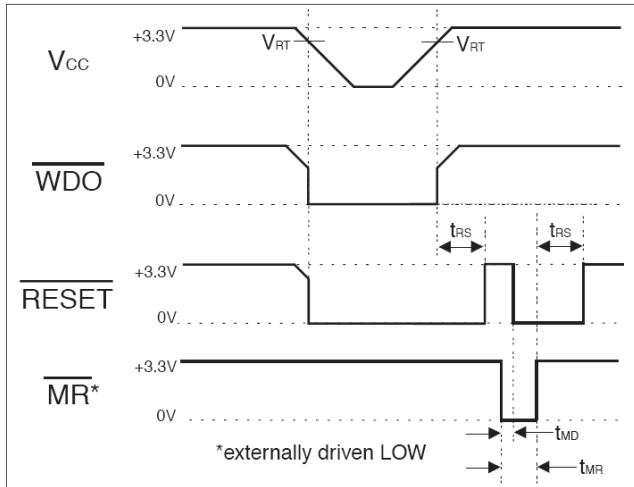 +3.3V
VRT
VRT
VCC
0V
+3.3V
WDO
0V
tRS
tRS
+3.3V
RESET
0V
+3.3V
MR*
0V
*externally driven LOW
tMD
tMR